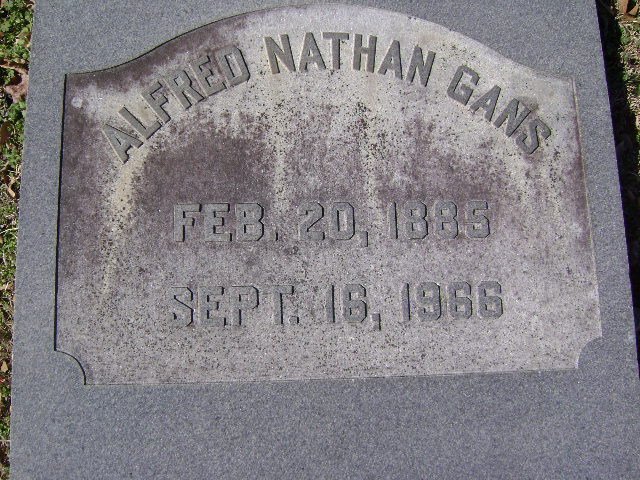 ALFRED NATHAN GANS
FEB. 20, 1885
SEPT. 16, 1966